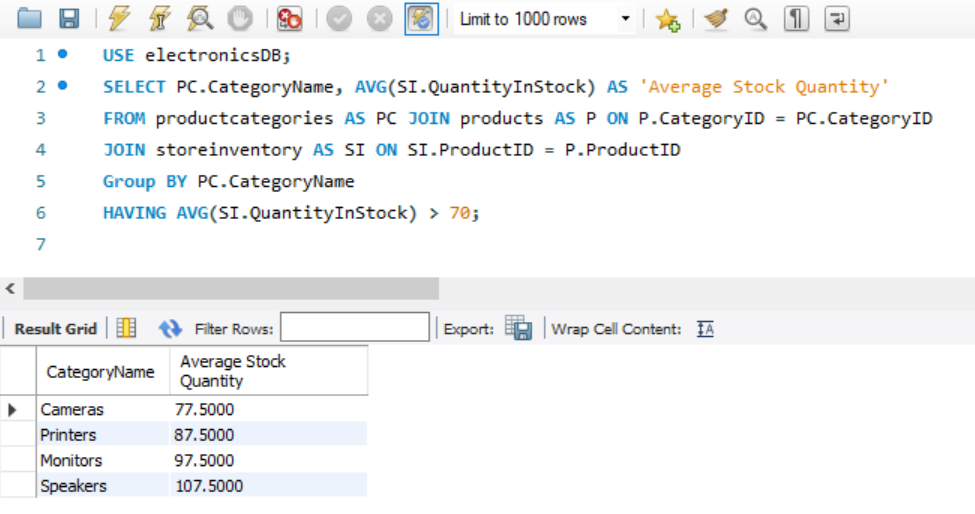 Limit to 1000 rows
1 USE electronicsDB;
2 SELECT PC.CategoryName, AVG(SI.QuantityInStock) AS 'Average Stock Quantity'
3 FROM productcategories AS PC JOIN products AS P ON P.CategoryID = PC.CategoryID
4 JOIN storeinventory AS SI ON SI.ProductID = P.ProductID
5 Group BY PC.CategoryName
6 HAVING AVG(SI.QuantityInStock) > 70;
7
Result Grid Filter Rows: Export: Wrap Cell Content: IA
CategoryName Average Stock
Quantity
Cameras 77.5000
Printers 87.5000
Monitors 97.5000
Speakers 107.5000